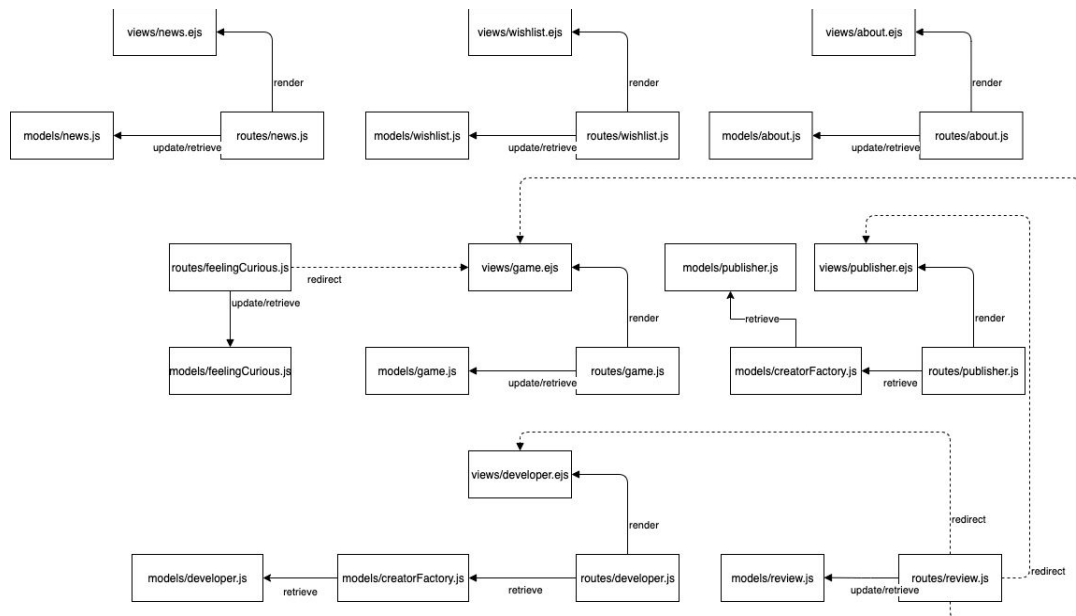 views/news.ejs
views/wishlist.ejs
views/about.ejs
render
render
render
models/news.js
routes/news.js
models/wishlist.js
routes/wishlist.js
models/about.js
routes/about.js
update/retrieve
update/retrieve
update/retrieve
routes/feelingCurious.js
views/game.ejs
models/publisher.js
views/publisher.ejs
redirect
update/retrieve
render
retrieve
render
models/feelingCurious.js
models/game.js
routes/game.js
models/creatorFactory.js
routes/publisher.js
update/retrieve
retrieve
views/developer.ejs
render
redirect
redirect
models/developer.js
models/creatorFactory.js
routes/developer.js
models/review.js
routes/review.js
retrieve
retrieve
update/retrieve